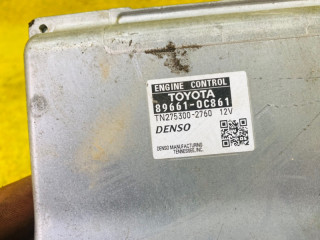 ENGINE CONTROL
TOYOTA
89661-0C861
TN275300-2760 12V
DENSO
DENSO MANUFACTURING
TENNESSEE, INC.